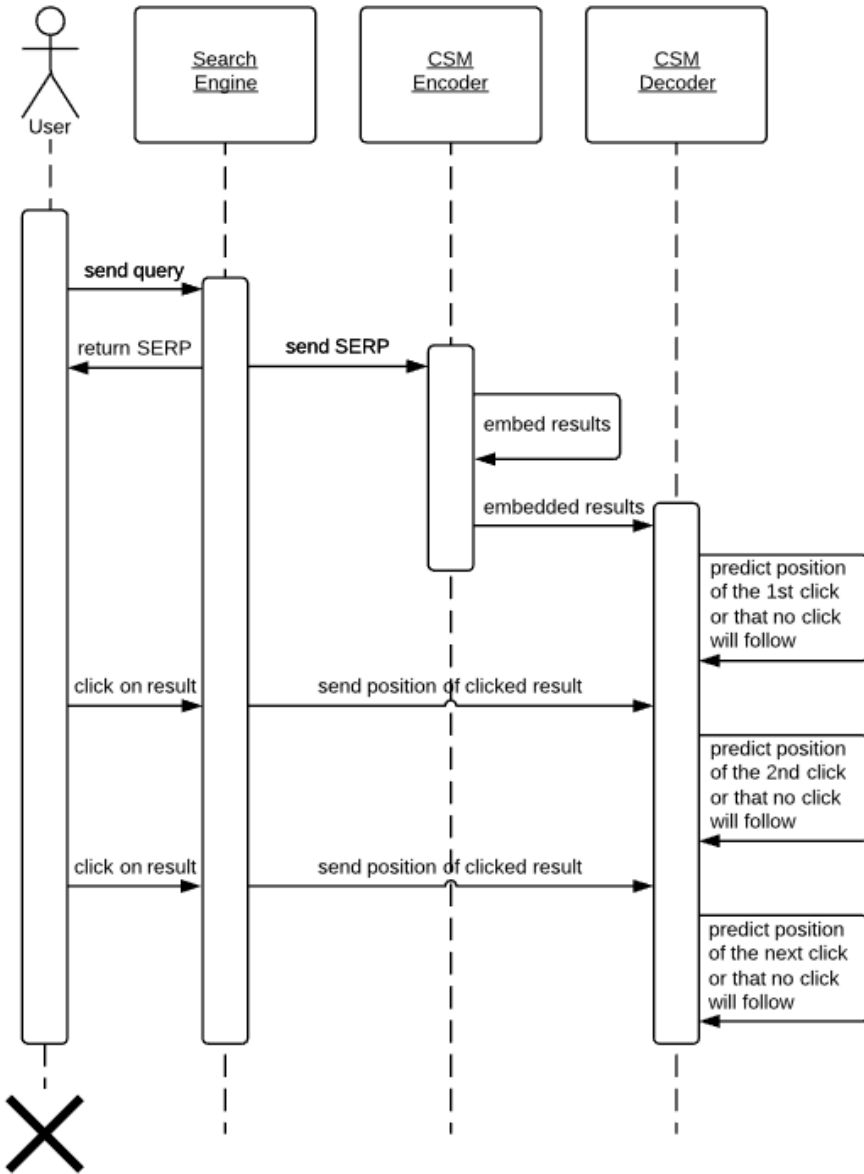 Search
Engine
CSM
Encoder
CSM
Decoder
User
send query
return SERP
send SERP
embed results
embedded results
predict position
of the 1st click
or that no click
will follow
click on result
send position of clicked result
predict position
of the 2nd click
or that no click
will follow
click on result
send position of clicked result
predict position
of the next click
or that no click
will follow